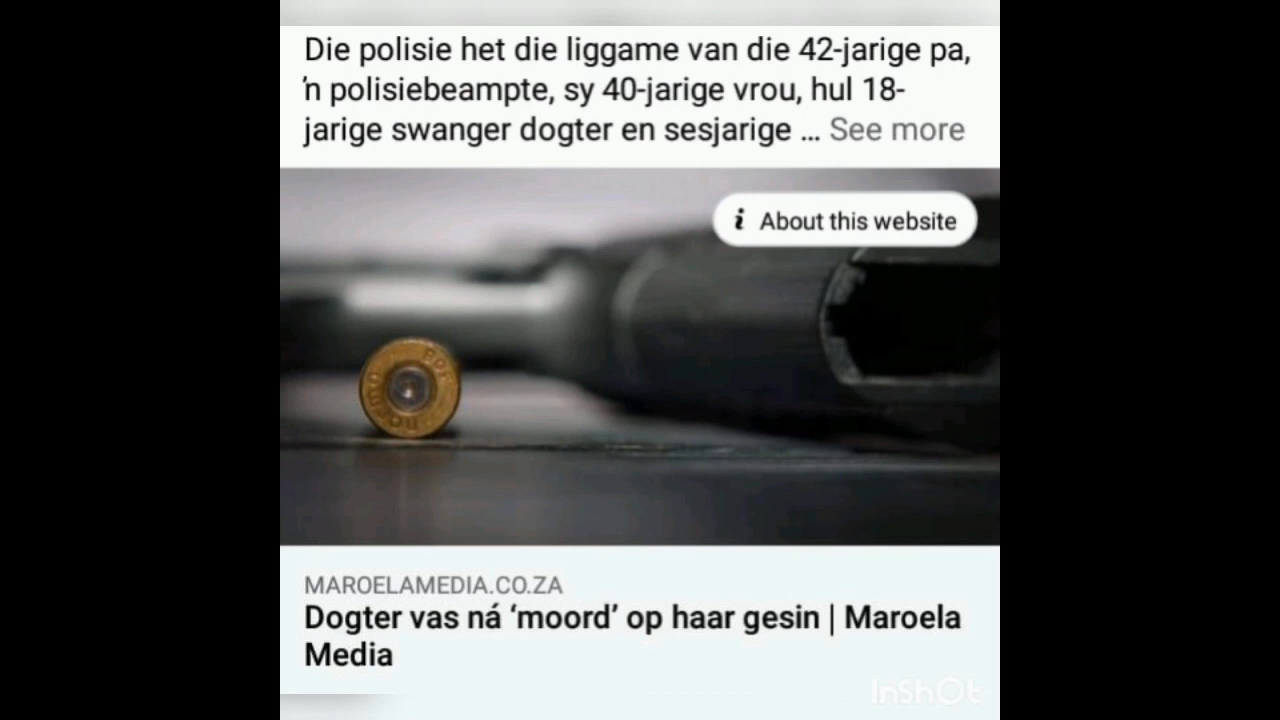 Die polisie het die liggame van die 42-jarige pa,
'n polisiebeampte, sy 40-jarige vrou, hul 18-
jarige swanger dogter en sesjarige ... See more
i About this website
norma
MAROELAMEDIA.CO.ZA
Dogter vas ná ‘moord’ op haar gesin | Maroela
Media
InShOt